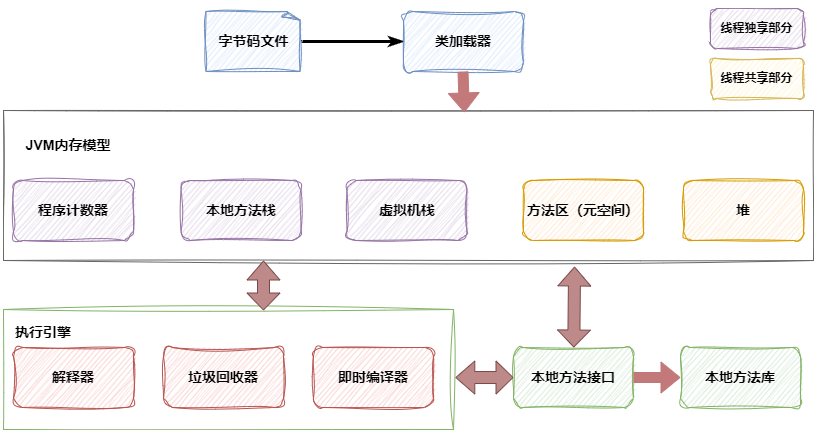 字节码文件
类加载器
线程独享部分
线程共享部分
JVM内存模型
程序计数器
本地方法栈
虚拟机栈
方法区（元空间）
堆
执行引擎
解释器
垃圾回收器
即时编译器
本地方法接口
本地方法库